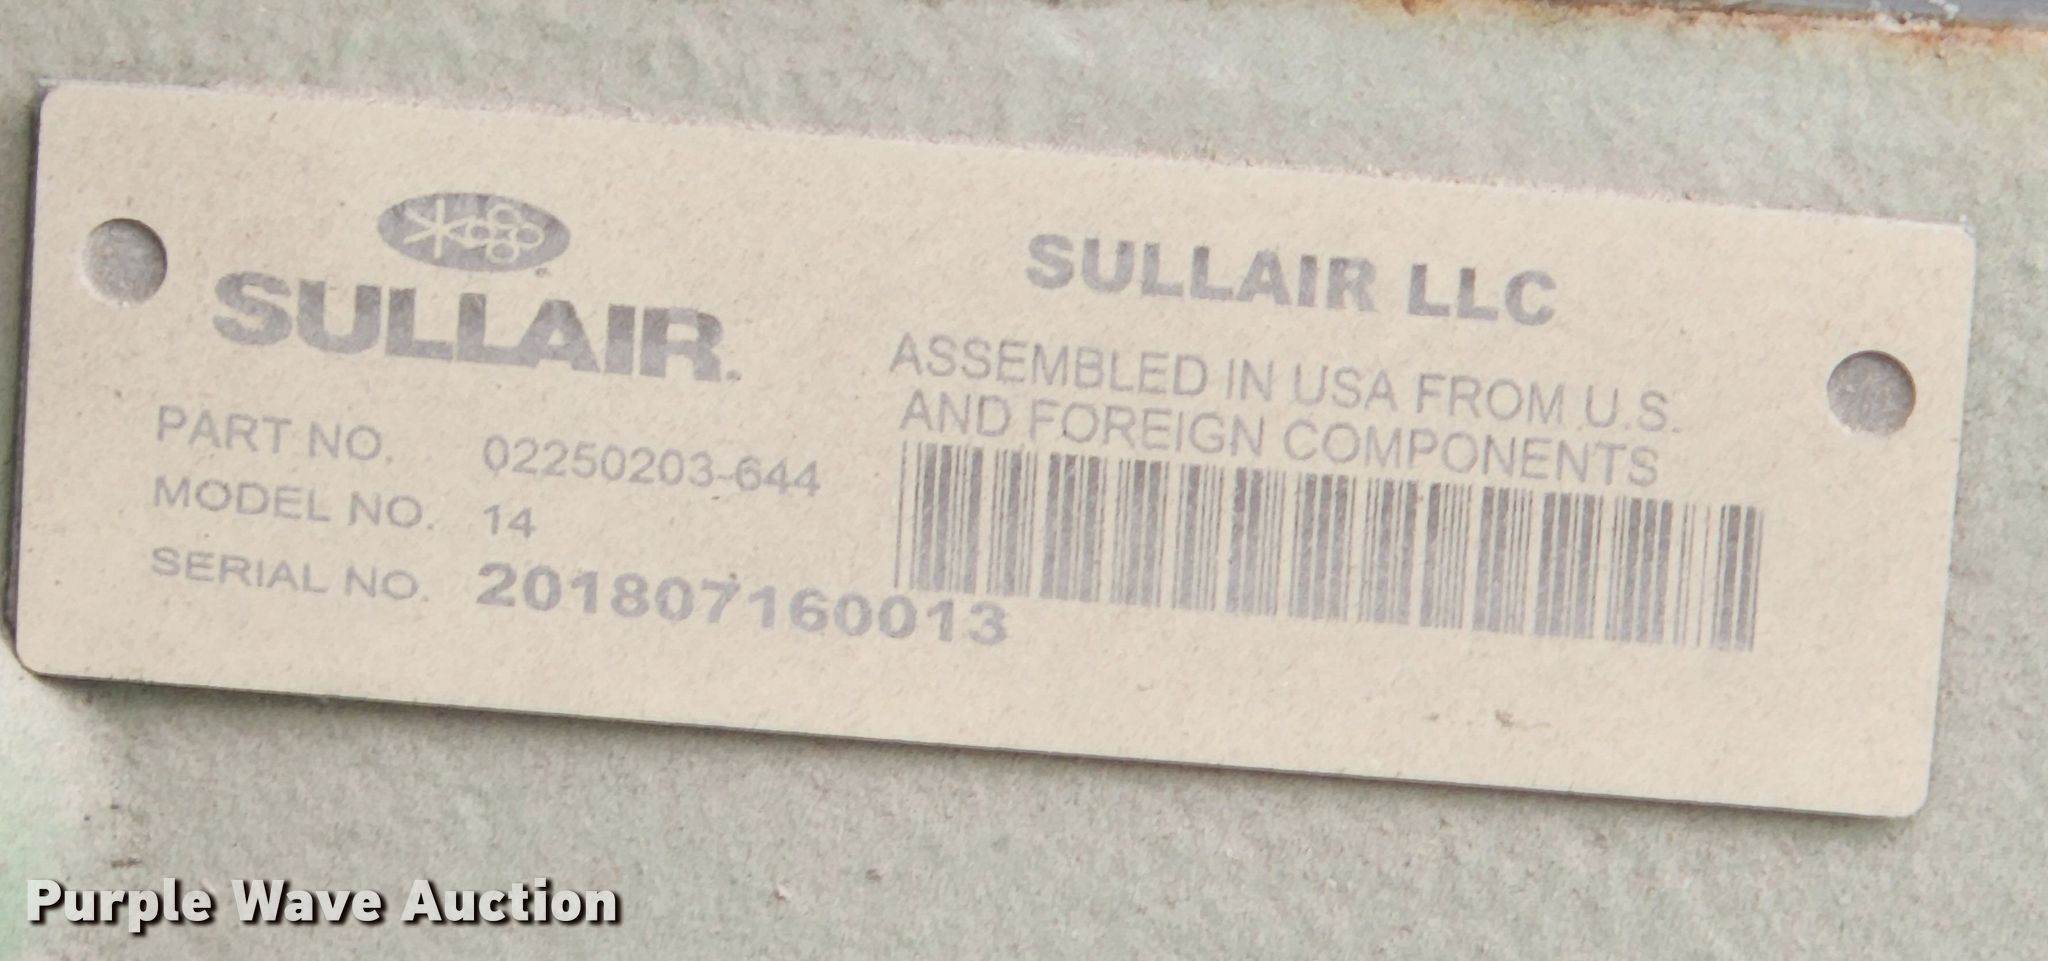 SULLAIR.
PART NO. 02250203-644
MODEL NO. 14
SERIAL NO. 201807160013
SULLAIR LLC
ASSEMBLED IN USA FROM U.S.
AND FOREIGN COMPONENTS
Purple Wave Auction